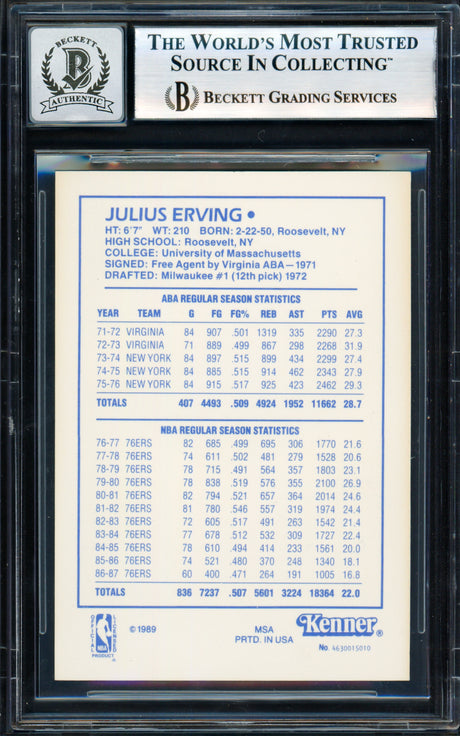 BECKETT
B
AUTHENTIC
THE WORLD'S MOST TRUSTED
SOURCE IN COLLECTING™
B BECKETT GRADING SERVICES
JULIUS ERVING •
HT: 6'7" WT: 210 BORN: 2-22-50, Roosevelt, NY
HIGH SCHOOL: Roosevelt, NY
COLLEGE: University of Massachusetts
SIGNED: Free Agent by Virginia ABA—1971
DRAFTED: Milwaukee #1 (12th pick) 1972
ABA REGULAR SEASON STATISTICS
YEAR TEAM G FG FG% REB AST PTS AVG
71-72 VIRGINIA 84 907 .501 1319 335 2290 27.3
72-73 VIRGINIA 71 889 .499 867 298 2268 31.9
73-74 NEW YORK 84 897 .515 899 434 2299 27.4
74-75 NEW YORK 84 885 .515 914 462 2343 27.9
75-76 NEW YORK 84 915 .517 925 423 2462 29.3
TOTALS 407 4493 .509 4924 1952 11662 28.7
NBA REGULAR SEASON STATISTICS
76-77 76ERS 82 685 .499 695 306 1770 21.6
77-78 76ERS 74 611 .502 481 279 1528 20.6
78-79 76ERS 78 715 .491 564 357 1803 23.1
79-80 76ERS 78 838 .519 576 355 2100 26.9
80-81 76ERS 82 794 .521 657 364 2014 24.6
81-82 76ERS 81 780 .546 557 319 1974 24.4
82-83 76ERS 72 605 .517 491 263 1542 21.4
83-84 76ERS 77 678 .512 532 309 1727 22.4
84-85 76ERS 78 610 .494 414 233 1561 20.0
85-86 76ERS 74 521 .480 370 248 1340 18.1
86-87 76ERS 60 400 .471 264 191 1005 16.8
TOTALS 836 7237 .507 5601 3224 18364 22.0
OFFICIAL NBA LICENSED
PRODUCT
©1989
MSA
PRTD. IN USA
Kenner®
No. 4630015010